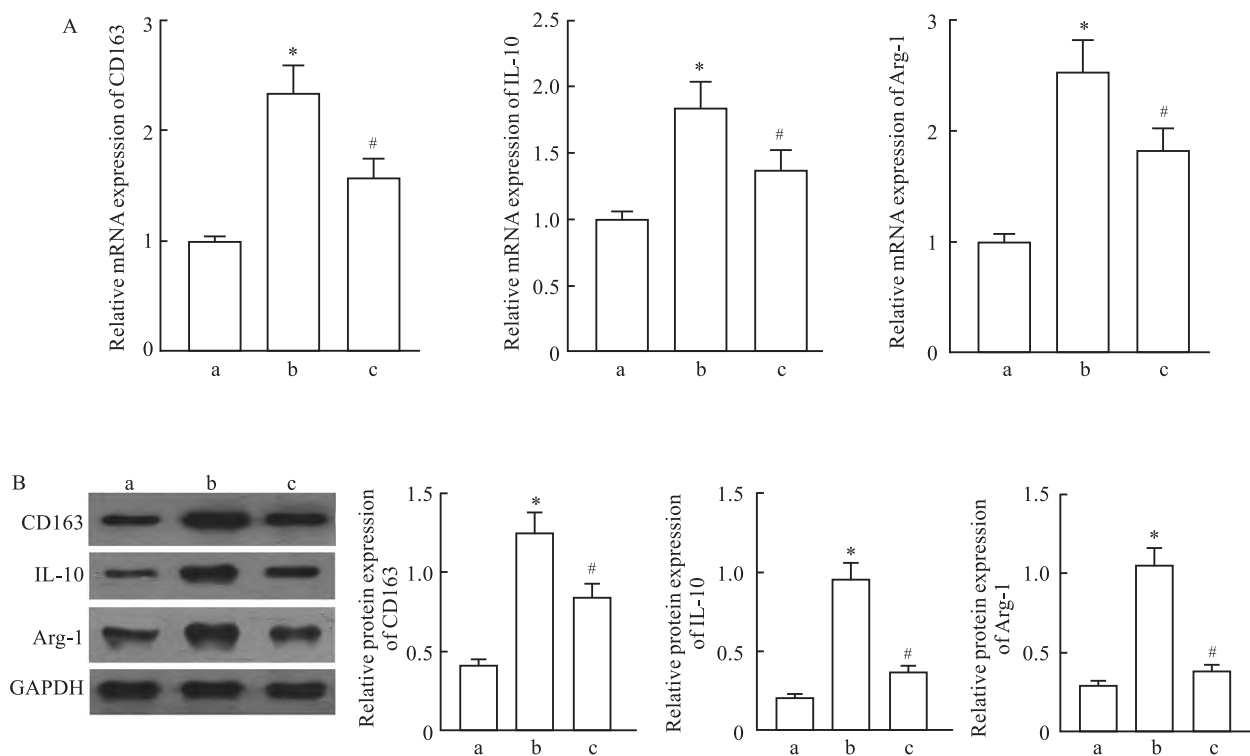 A
Relative mRNA expression of CD163
3
2
1
0
*
#
a b c
Relative mRNA expression of IL-10
2.5
2.0
1.5
1.0
0.5
0
*
#
a b c
Relative mRNA expression of Arg-1
3
2
1
0
*
#
a b c
B
a b c
CD163
IL-10
Arg-1
GAPDH
Relative protein expression
of CD163
1.5
1.0
0.5
0
*
#
a b c
Relative protein expression
of IL-10
1.5
1.0
0.5
0
*
#
a b c
Relative protein expression
of Arg-1
1.5
1.0
0.5
0
*
#
a b c